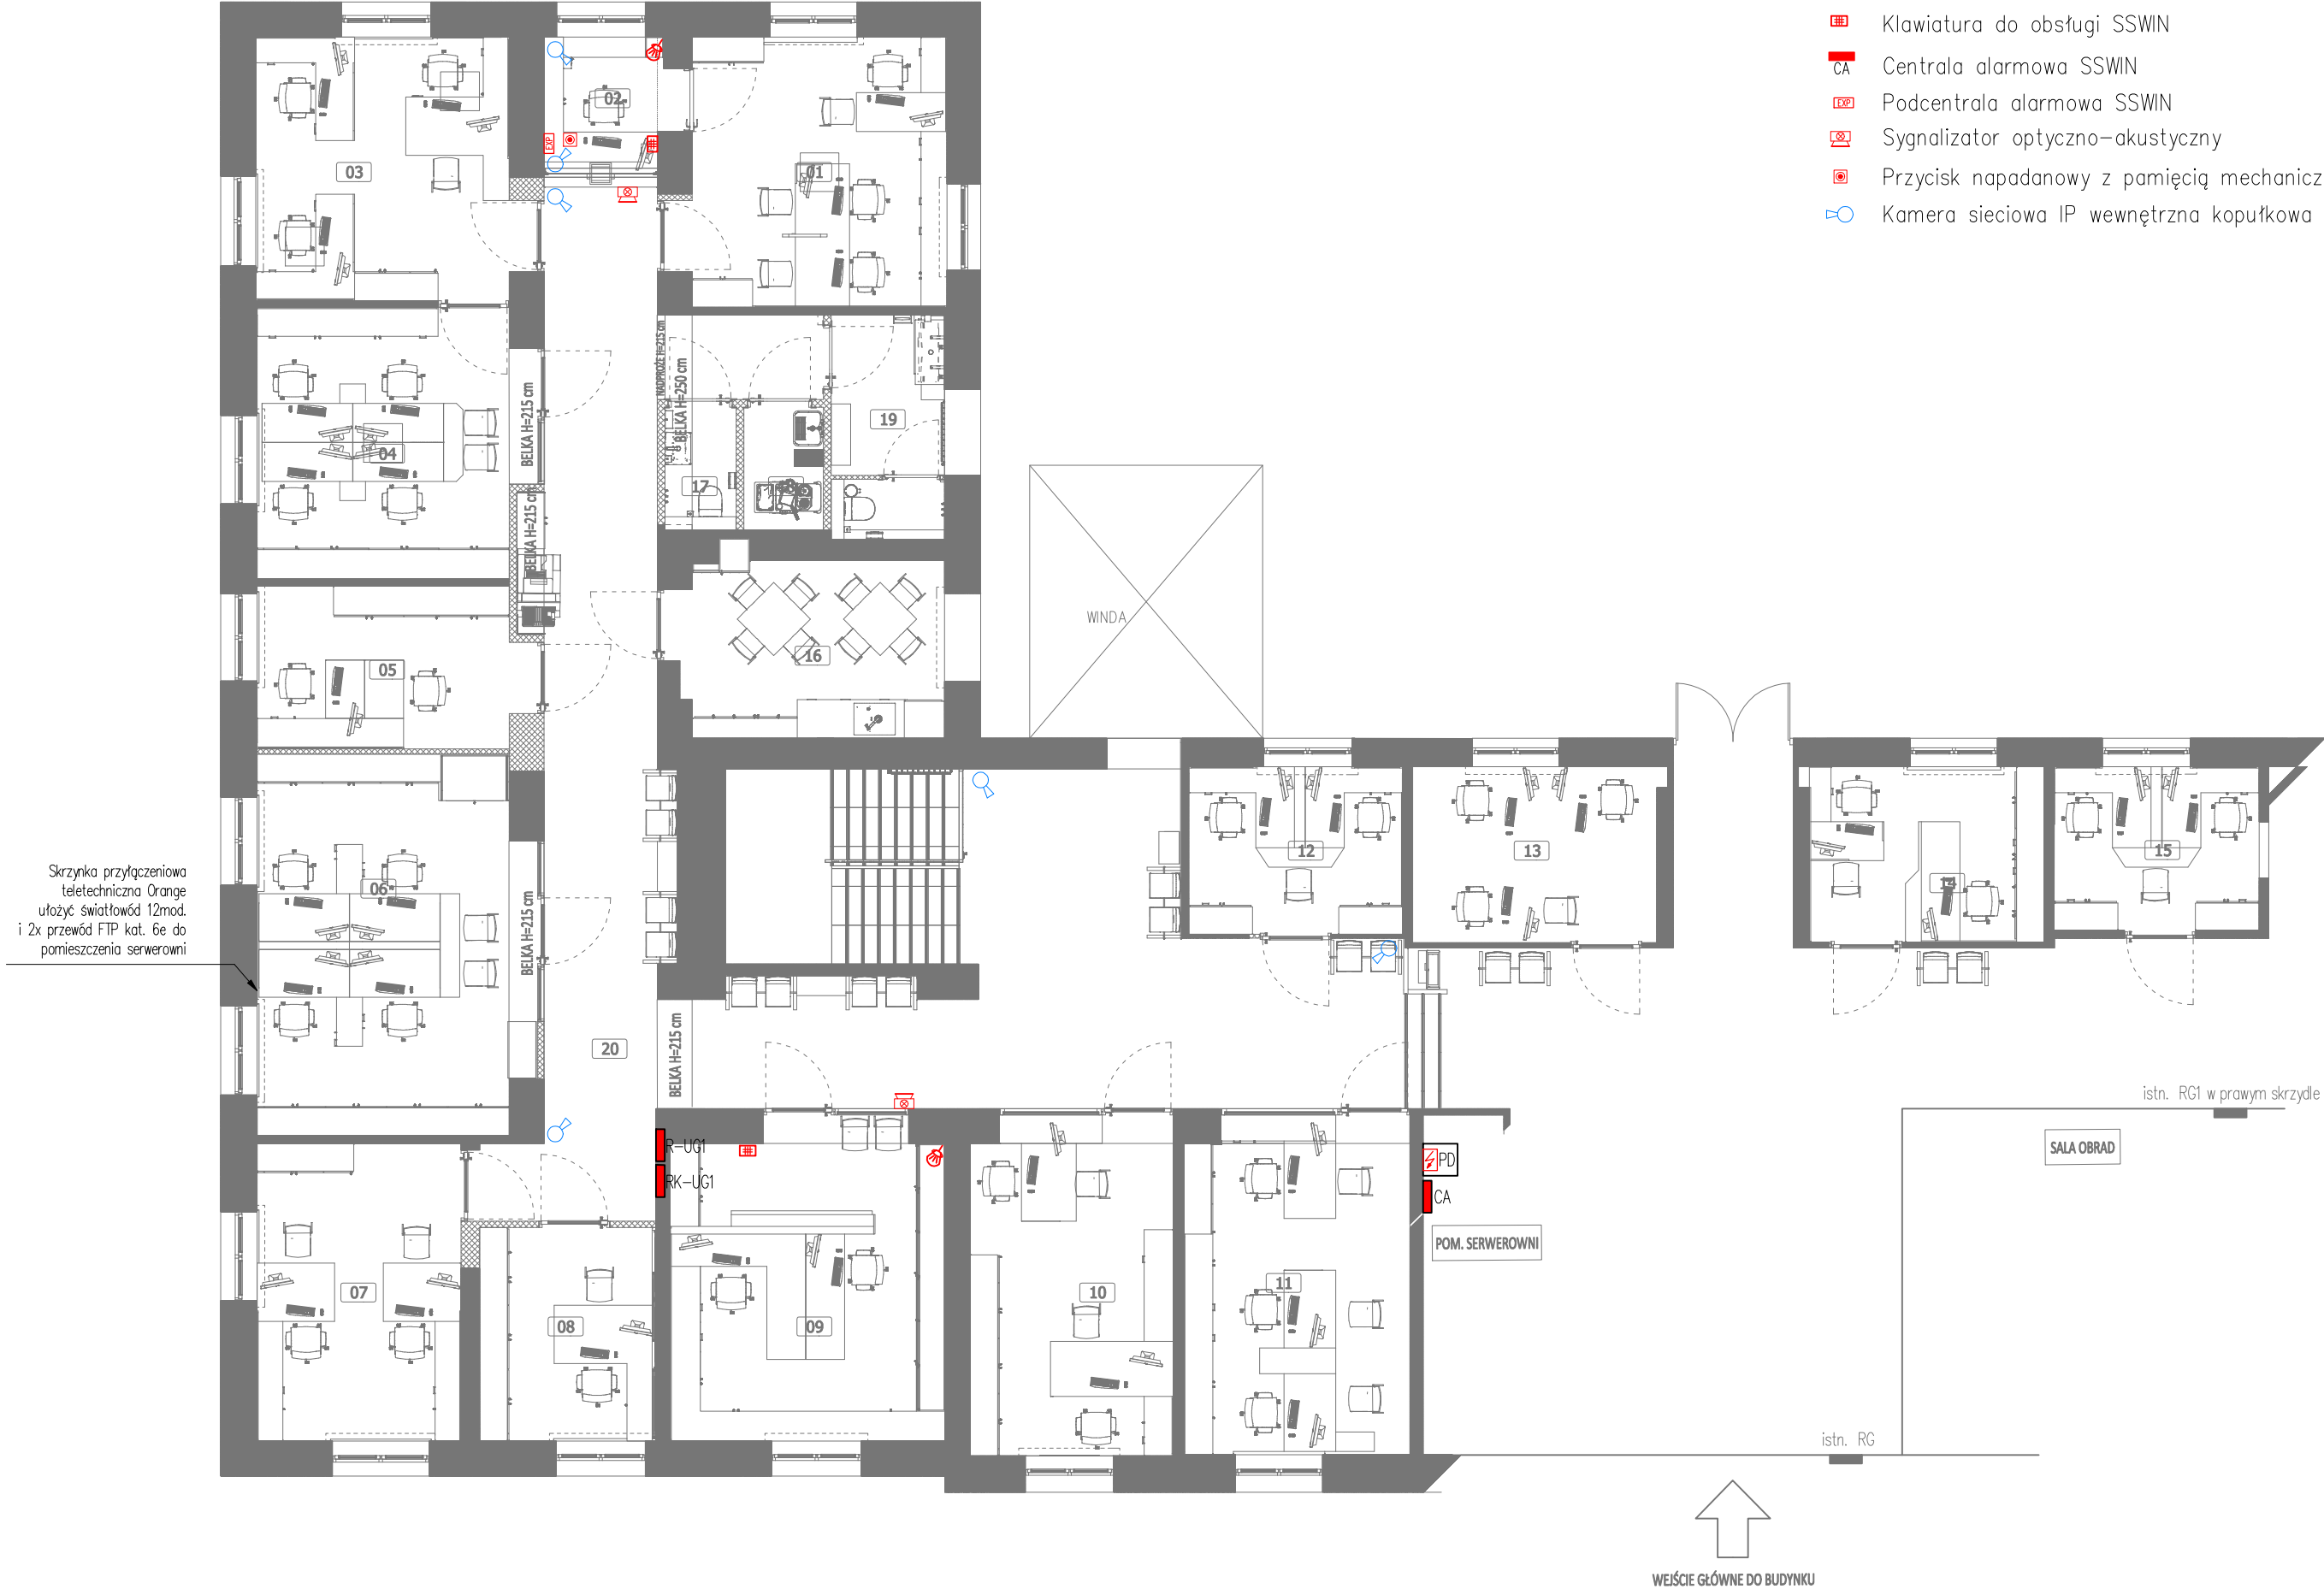 Klawiatura do obsługi SSWIN
CA Centrala alarmowa SSWIN
EXP Podcentrala alarmowa SSWIN
Sygnalizator optyczno-akustyczny
Przycisk napadanowy z pamięcią mechanicz
Kamera sieciowa IP wewnętrzna kopułkowa
02
EXP
03
01
NADPROŻE H=215 cm
BELKA H=250 cm
BELKA H=215 cm
19
04
17
BELKA H=215 cm
WINDA
16
05
12
13
14
15
Skrzynka przyłączeniowa
teletechniczna Orange
ułożyć światłowód 12mod.
i 2x przewód FTP kat. 6e do
pomieszczenia serwerowni
06
BELKA H=215 cm
20
BELKA H=215 cm
istn. RG1 w prawym skrzydle
R-UG1
RK-UG1
PD
CA
SALA OBRAD
POM. SERWEROWNI
07
08
09
10
11
istn. RG
WEJŚCIE GŁÓWNE DO BUDYNKU